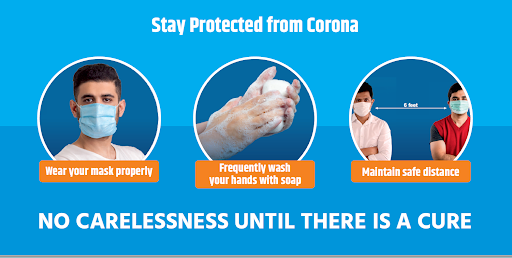 Stay Protected from Corona
6 feet
Wear your mask properly
Frequently wash
your hands with soap
Maintain safe distance
NO CARELESSNESS UNTIL THERE IS A CURE